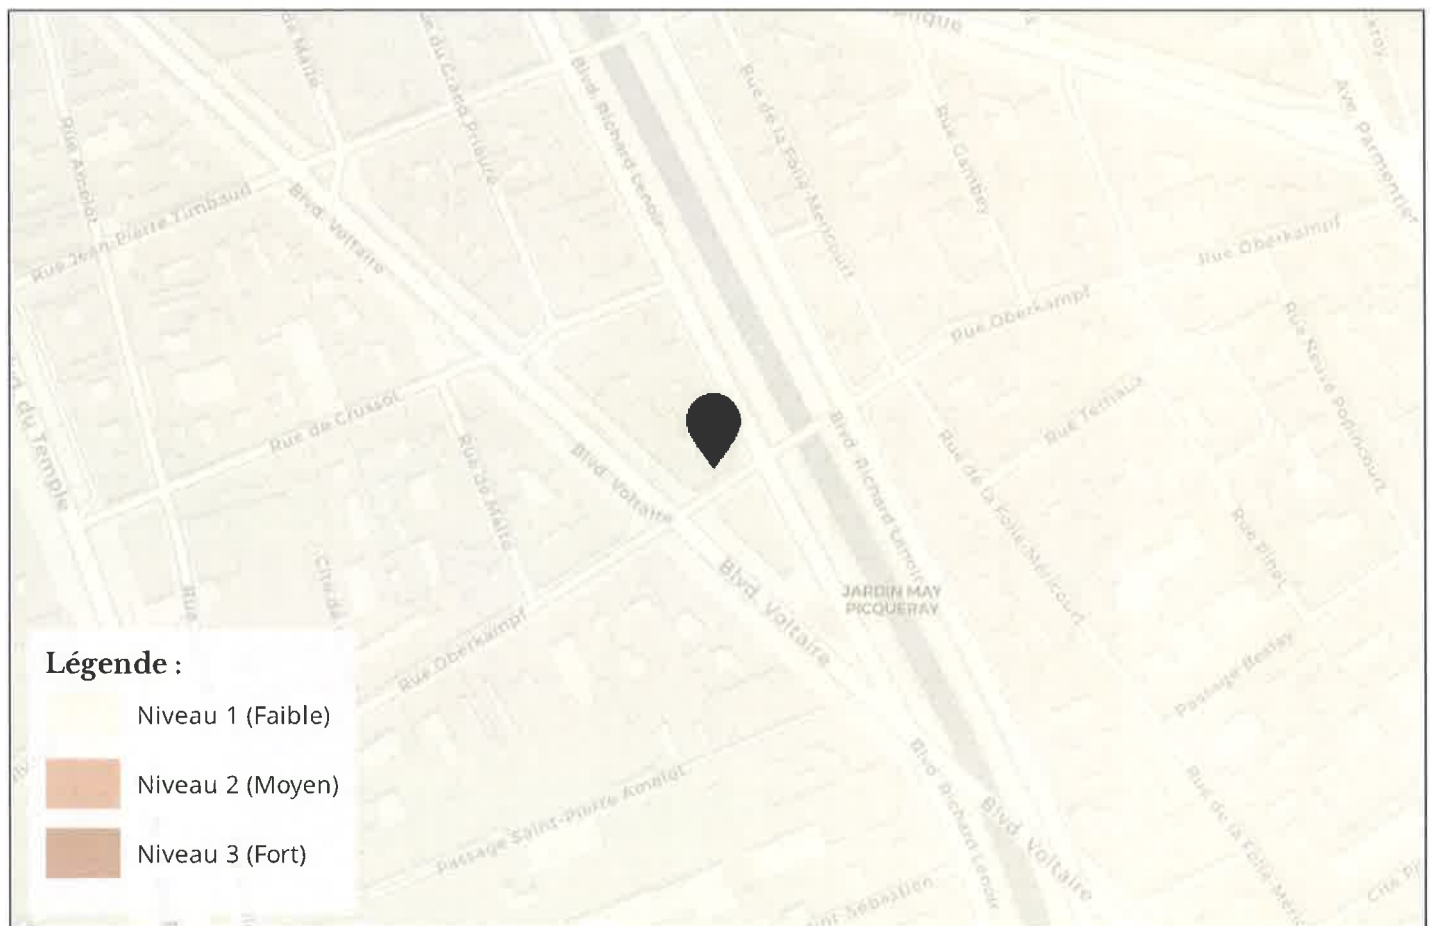 Rue Amelot
Rue Jean-Pierre Timbaud
Blvd. Voltaire
Blvd. Richard Lenoir
Rue de la Folie Méricourt
Rue Gambey
Ave. Parmentier
Rue Oberkampf
Rue Oberkampf
Rue Neuve Popincourt
Rue Ternaux
Rue de Crussol
Rue de Malte
Blvd. Voltaire
Blvd. Richard Lenoir
Rue de la Folie-Méricourt
Rue Pihet
du Temple
Blvd. Voltaire
JARDIN MAY
PICQUERAY
Rue Oberkampf
Passage Beslay
Passage Saint-Pierre Amelot
Blvd. Richard Lenoir
Blvd. Voltaire
Rue
Légende :
Niveau 1 (Faible)
Niveau 2 (Moyen)
Niveau 3 (Fort)